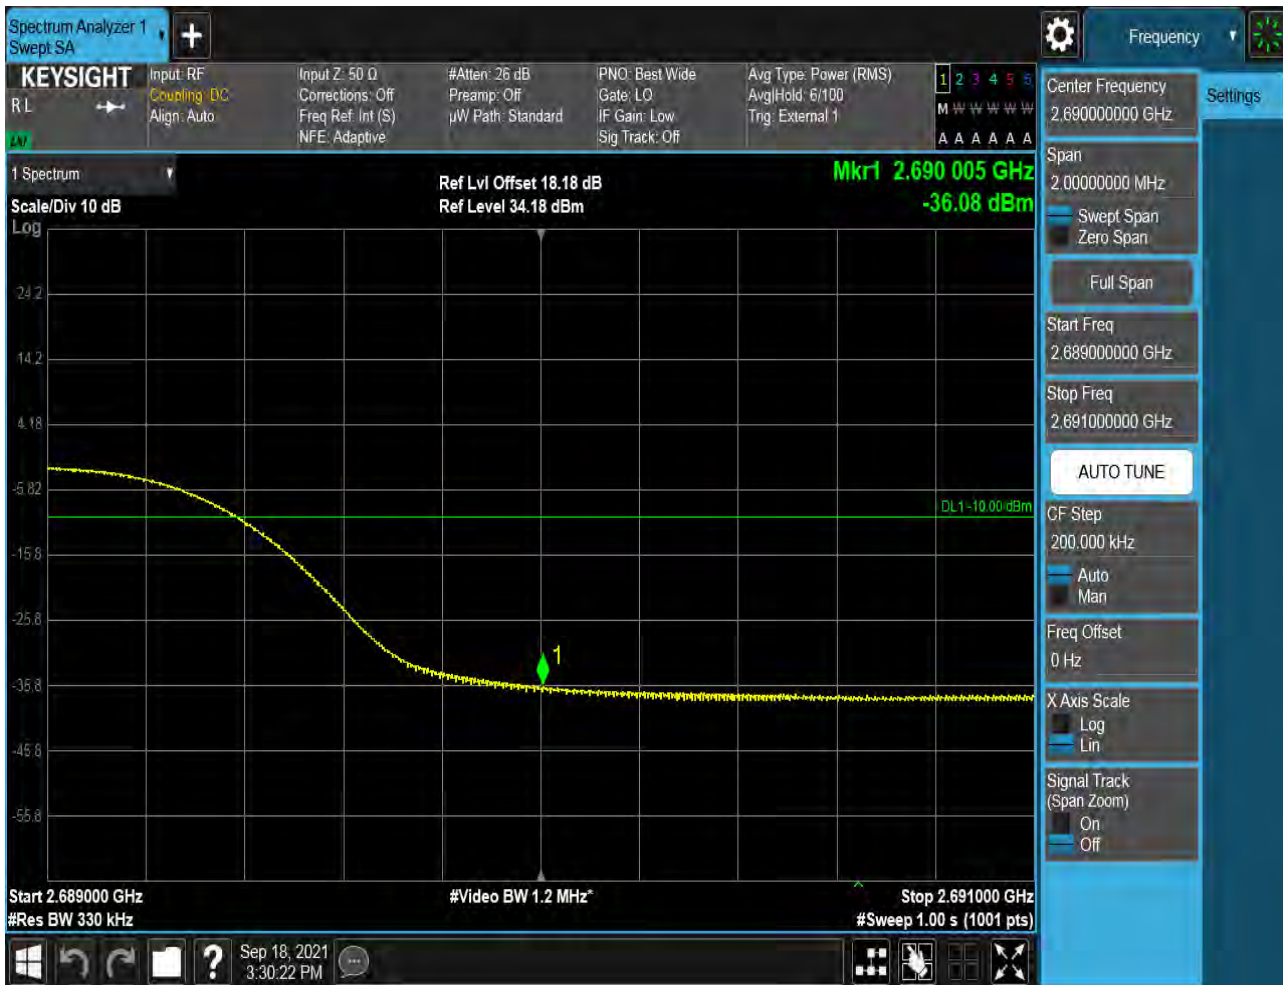 Spectrum Analyzer 1
Swept SA
+
Frequency
KEYSIGHT
R L
LNI
Input: RF
Coupling: DC
Align: Auto
Input Z: 50 Ω
Corrections: Off
Freq Ref: Int (S)
NFE: Adaptive
#Atten: 26 dB
Preamp: Off
µW Path: Standard
PNO: Best Wide
Gate: LO
IF Gain: Low
Sig Track: Off
Avg Type: Power (RMS)
Avg|Hold: 6/100
Trig: External 1
1 2 3 4 5 6
M W W W W W
A A A A A A
1 Spectrum
Scale/Div 10 dB
Ref Lvl Offset 18.18 dB
Ref Level 34.18 dBm
Mkr1 2.690 005 GHz
-36.08 dBm
Log
24.2
14.2
4.18
-5.82
-15.8
-25.8
-35.8
-45.8
-55.8
DL1 -10.00 dBm
1
Start 2.689000 GHz
#Res BW 330 kHz
#Video BW 1.2 MHz*
Stop 2.691000 GHz
#Sweep 1.00 s (1001 pts)
?
Sep 18, 2021
3:30:22 PM
Center Frequency
2.690000000 GHz
Settings
Span
2.00000000 MHz
Swept Span
Zero Span
Full Span
Start Freq
2.689000000 GHz
Stop Freq
2.691000000 GHz
AUTO TUNE
CF Step
200.000 kHz
Auto
Man
Freq Offset
0 Hz
X Axis Scale
Log
Lin
Signal Track
(Span Zoom)
On
Off